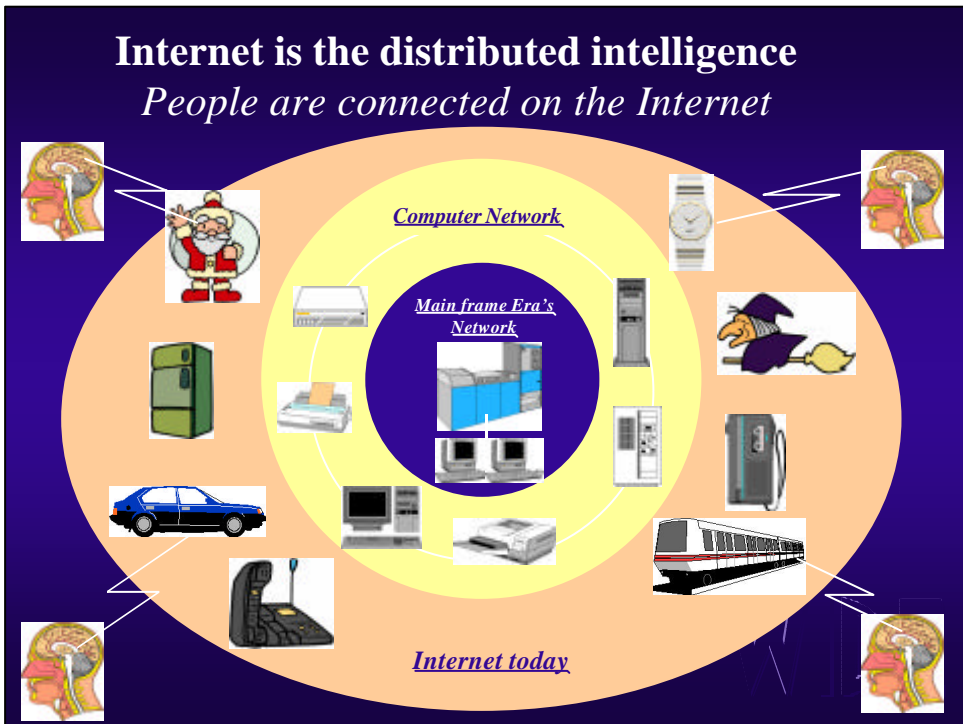 Internet is the distributed intelligence
People are connected on the Internet
Computer Network
Main frame Era's
Network
Internet today